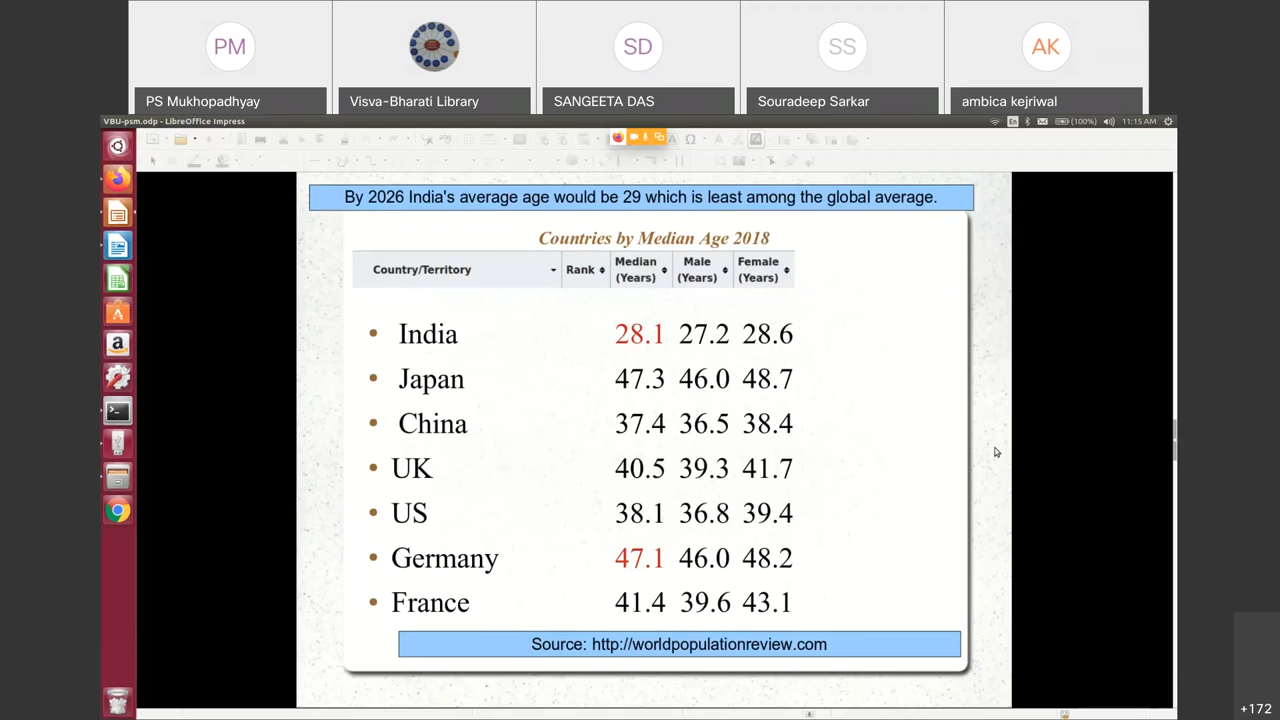 PM
SD
SS
AK
PS Mukhopadhyay
Visva-Bharati Library
SANGEETA DAS
Souradeep Sarkar
ambica kejriwal
VBU-psm.odp - LibreOffice Impress
En
(100%)
11:15 AM
By 2026 India's average age would be 29 which is least among the global average.
Countries by Median Age 2018
Country/Territory Rank Median (Years) Male (Years) Female (Years)
• India 28.1 27.2 28.6
• Japan 47.3 46.0 48.7
• China 37.4 36.5 38.4
• UK 40.5 39.3 41.7
• US 38.1 36.8 39.4
• Germany 47.1 46.0 48.2
• France 41.4 39.6 43.1
Source: http://worldpopulationreview.com
+172